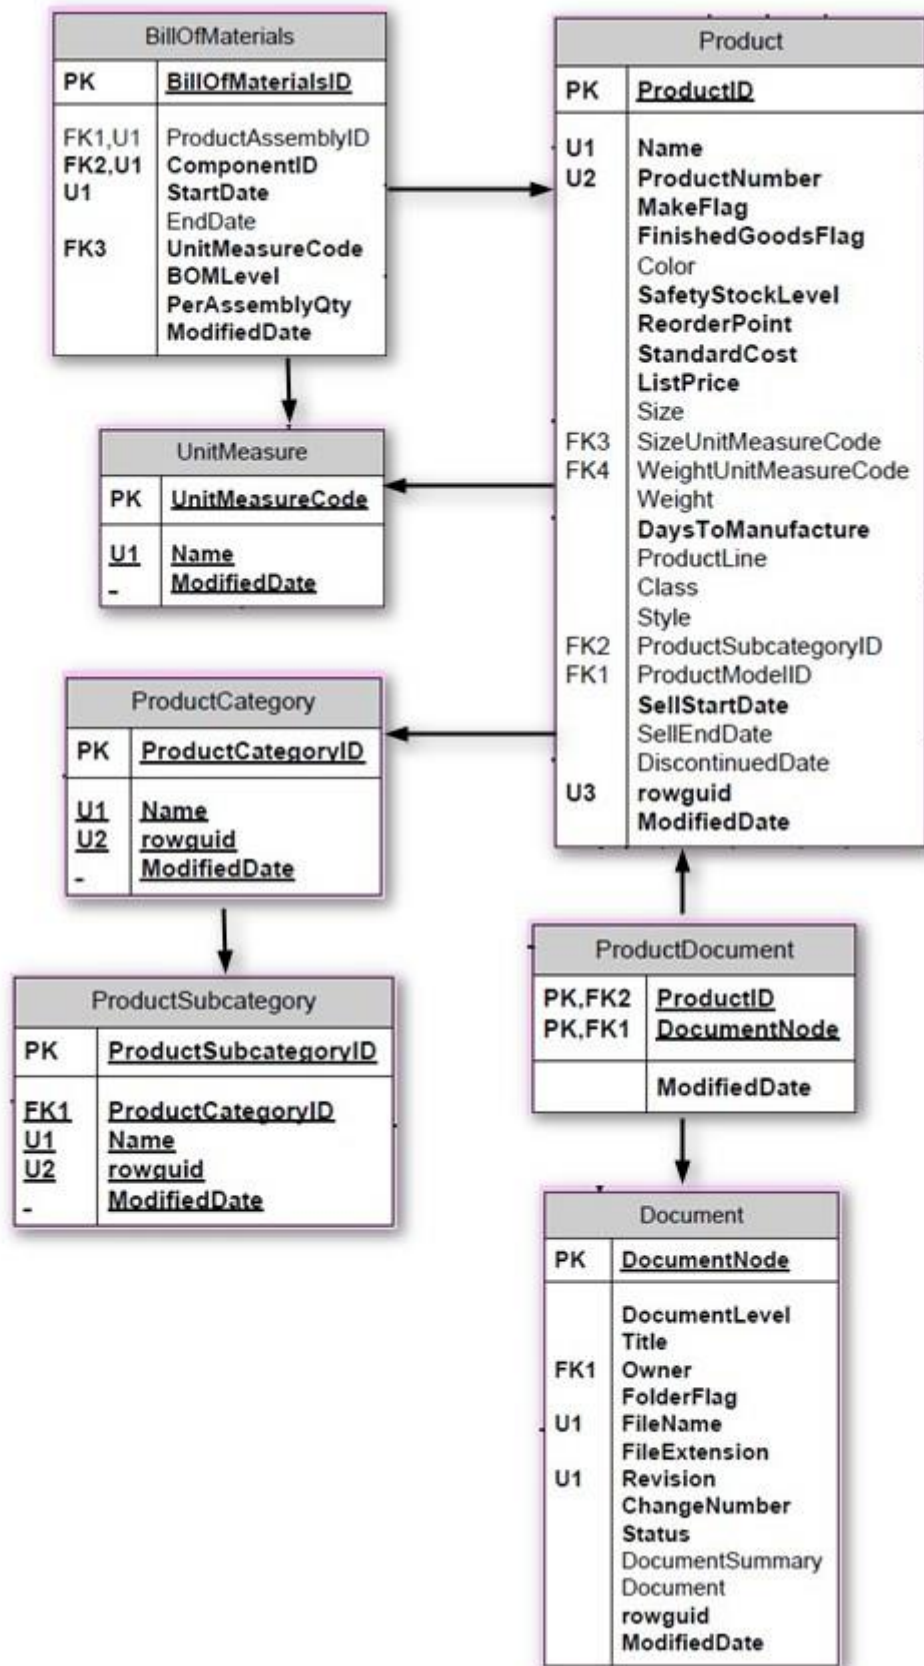 BillOfMaterials
PK BillOfMaterialsID
FK1,U1 ProductAssemblyID
FK2,U1 ComponentID
U1 StartDate
EndDate
FK3 UnitMeasureCode
BOMLevel
PerAssemblyQty
ModifiedDate
Product
PK ProductID
U1 Name
U2 ProductNumber
MakeFlag
FinishedGoodsFlag
Color
SafetyStockLevel
ReorderPoint
StandardCost
ListPrice
Size
FK3 SizeUnitMeasureCode
FK4 WeightUnitMeasureCode
Weight
DaysToManufacture
ProductLine
Class
Style
FK2 ProductSubcategoryID
FK1 ProductModelID
SellStartDate
SellEndDate
DiscontinuedDate
U3 rowguid
ModifiedDate
UnitMeasure
PK UnitMeasureCode
U1 Name
- ModifiedDate
ProductCategory
PK ProductCategoryID
U1 Name
U2 rowguid
- ModifiedDate
ProductSubcategory
PK ProductSubcategoryID
FK1 ProductCategoryID
U1 Name
U2 rowguid
- ModifiedDate
ProductDocument
PK,FK2 ProductID
PK,FK1 DocumentNode
ModifiedDate
Document
PK DocumentNode
DocumentLevel
Title
FK1 Owner
FolderFlag
U1 FileName
FileExtension
U1 Revision
ChangeNumber
Status
DocumentSummary
Document
rowguid
ModifiedDate